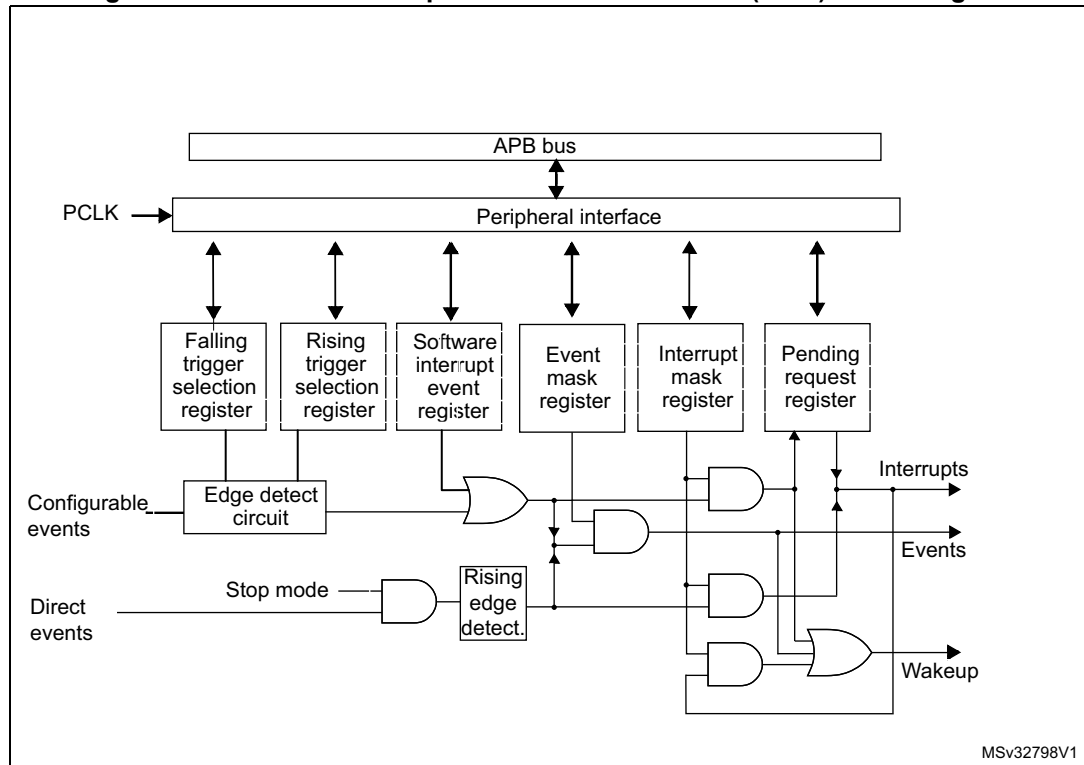 APB bus
PCLK
Peripheral interface
Falling
trigger
selection
register
Rising
trigger
selection
register
Software
interrupt
event
register
Event
mask
register
Interrupt
mask
register
Pending
request
register
Interrupts
Configurable
events
Edge detect
circuit
Events
Stop mode
Rising
edge
detect.
Direct
events
Wakeup
MSv32798V1